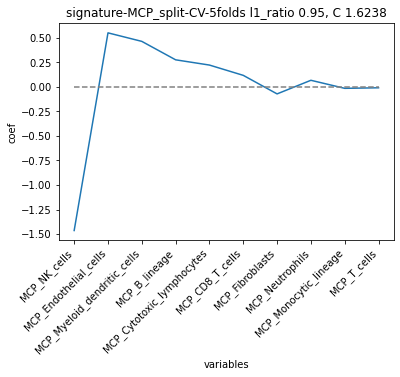 signature-MCP_split-CV-5folds l1_ratio 0.95, C 1.6238
0.50
0.25
0.00
−0.25
−0.50
−0.75
−1.00
−1.25
−1.50
coef
MCP_NK_cells
MCP_Endothelial_cells
MCP_Myeloid_dendritic_cells
MCP_B_lineage
MCP_Cytotoxic_lymphocytes
MCP_CD8_T_cells
MCP_Fibroblasts
MCP_Neutrophils
MCP_Monocytic_lineage
MCP_T_cells
variables